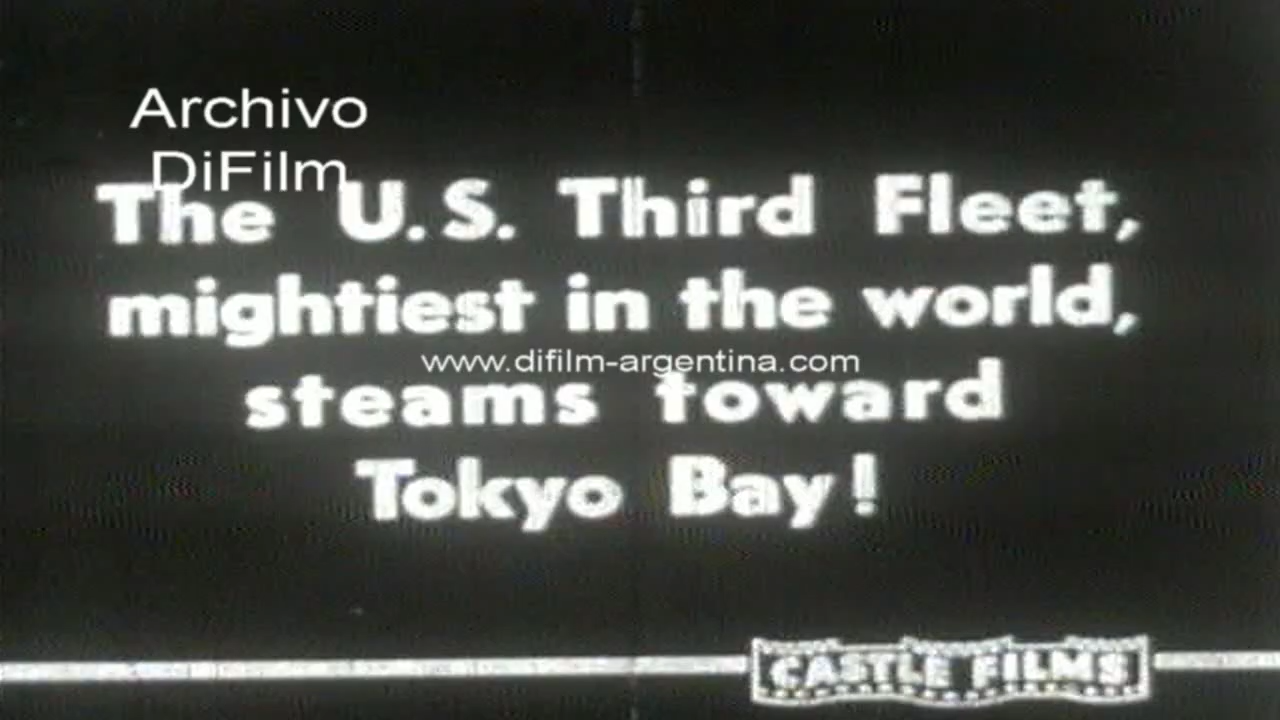 Archivo
DiFilm
The U.S. Third Fleet,
mightiest in the world,
www.difilm-argentina.com
steams toward
Tokyo Bay!
CASTLE FILMS